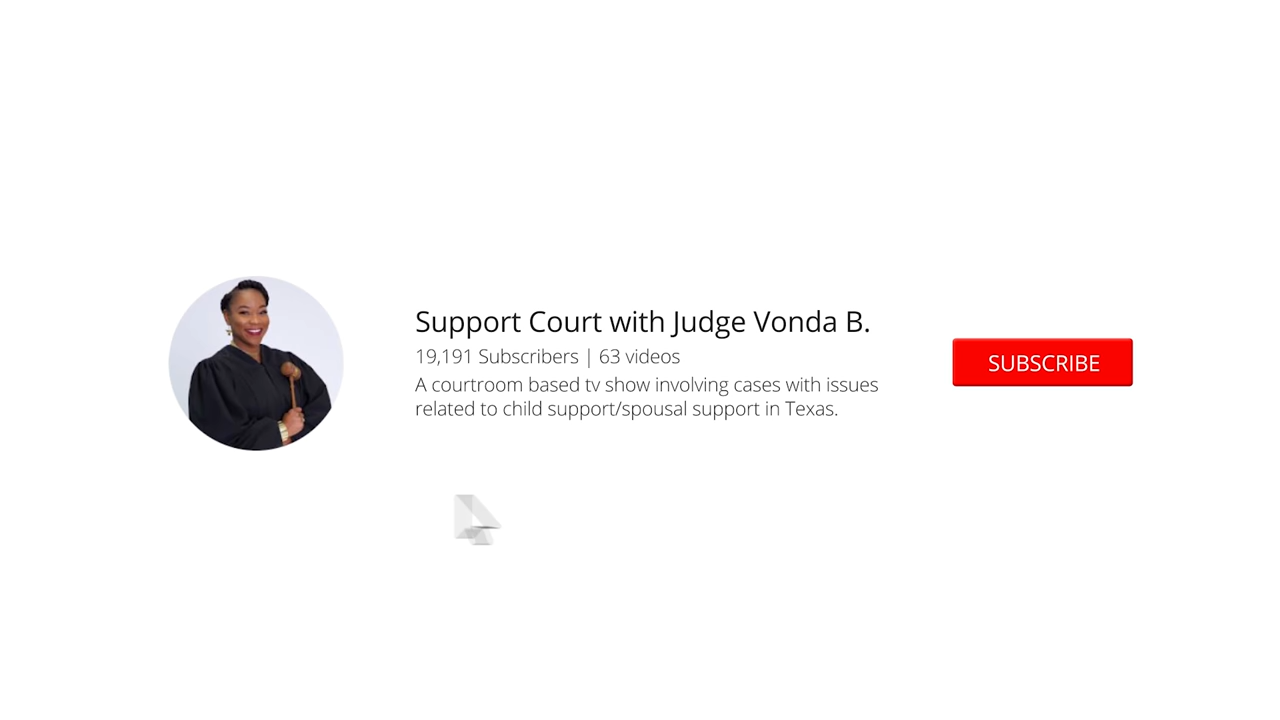 Support Court with Judge Vonda B.
19,191 Subscribers | 63 videos
A courtroom based tv show involving cases with issues
related to child support/spousal support in Texas.
SUBSCRIBE